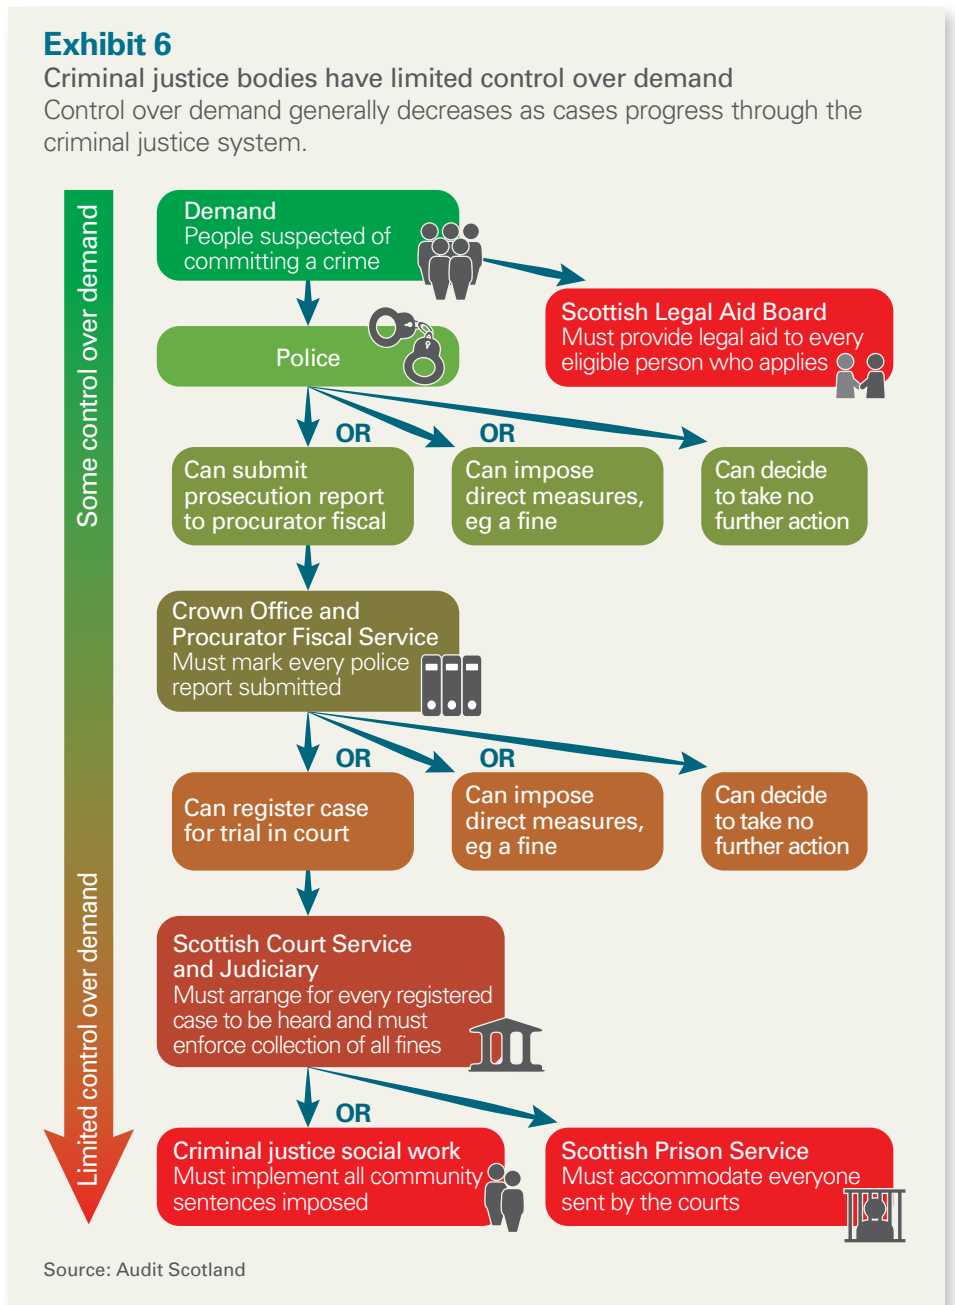 Exhibit 6
Criminal justice bodies have limited control over demand
Control over demand generally decreases as cases progress through the
criminal justice system.
Some control over demand
Limited control over demand
Demand
People suspected of
committing a crime
Scottish Legal Aid Board
Must provide legal aid to every
eligible person who applies
Police
OR
OR
Can submit
prosecution report
to procurator fiscal
Can impose
direct measures,
eg a fine
Can decide
to take no
further action
Crown Office and
Procurator Fiscal Service
Must mark every police
report submitted
OR
OR
Can register case
for trial in court
Can impose
direct measures,
eg a fine
Can decide
to take no
further action
Scottish Court Service
and Judiciary
Must arrange for every registered
case to be heard and must
enforce collection of all fines
OR
Criminal justice social work
Must implement all community
sentences imposed
Scottish Prison Service
Must accommodate everyone
sent by the courts
Source: Audit Scotland